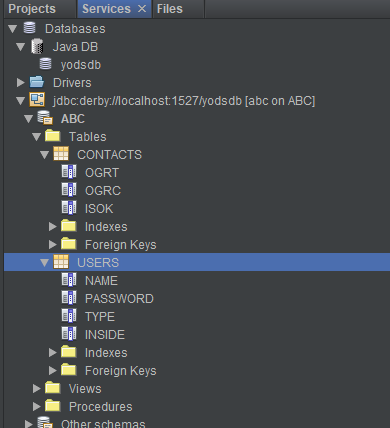 Projects Services × Files
Databases
Java DB
yodsdb
Drivers
jdbc:derby://localhost:1527/yodsdb [abc on ABC]
ABC
Tables
CONTACTS
OGRT
OGRC
ISOK
Indexes
Foreign Keys
USERS
NAME
PASSWORD
TYPE
INSIDE
Indexes
Foreign Keys
Views
Procedures
Other schemas